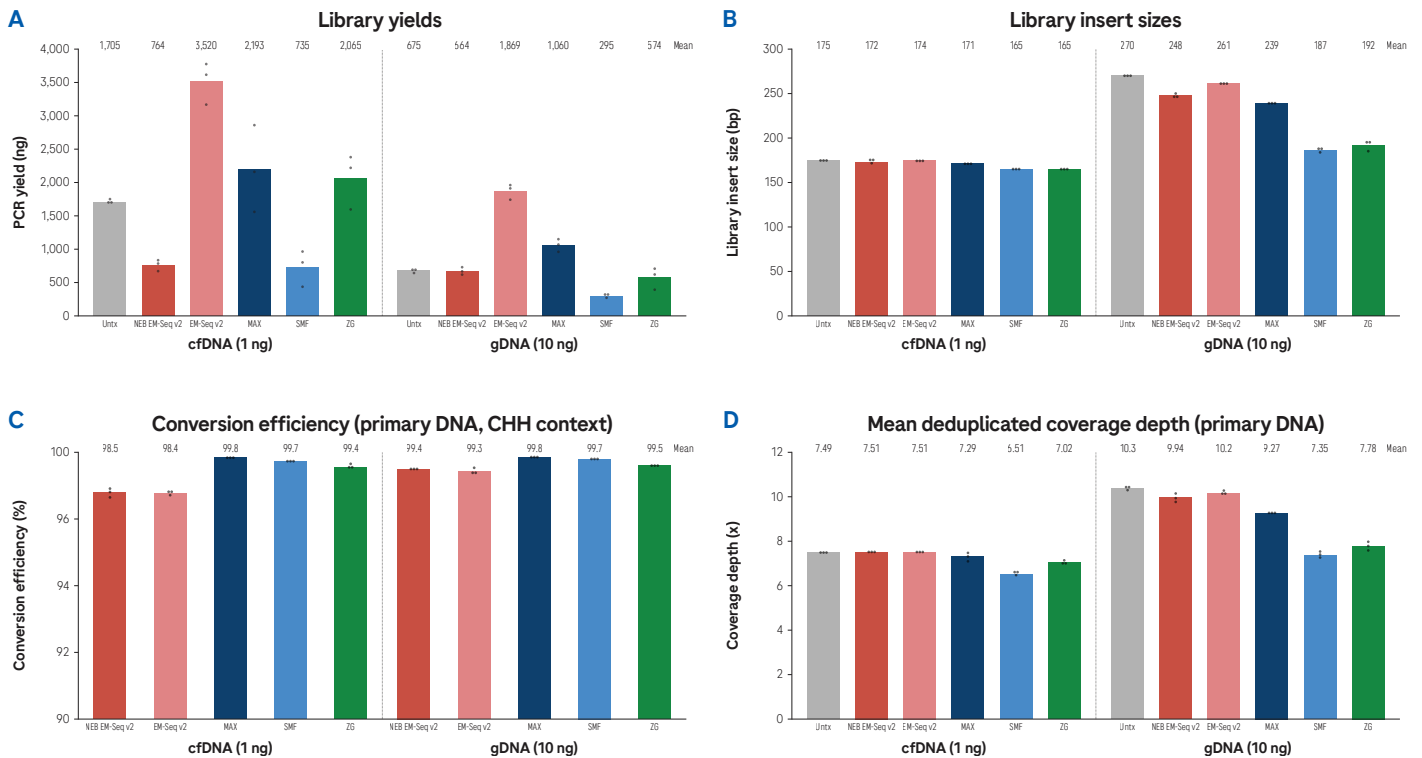 A
Library yields
1,705 764 3,520 2,193 735 2,065 675 564 1,869 1,060 295 574 Mean
4,000
3,500
3,000
2,500
2,000
1,500
1,000
500
0
PCR yield (ng)
Untx NEB EM-Seq v2 EM-Seq v2 MAX SMF ZG Untx NEB EM-Seq v2 EM-Seq v2 MAX SMF ZG
cfDNA (1 ng) gDNA (10 ng)
B
Library insert sizes
175 172 174 171 165 165 270 248 261 239 187 192 Mean
300
250
200
150
100
50
0
Library insert size (bp)
Untx NEB EM-Seq v2 EM-Seq v2 MAX SMF ZG Untx NEB EM-Seq v2 EM-Seq v2 MAX SMF ZG
cfDNA (1 ng) gDNA (10 ng)
C
Conversion efficiency (primary DNA, CHH context)
98.5 98.4 99.8 99.7 99.4 99.4 99.3 99.8 99.7 99.5 Mean
100
96
94
92
90
Conversion efficiency (%)
NEB EM-Seq v2 EM-Seq v2 MAX SMF ZG NEB EM-Seq v2 EM-Seq v2 MAX SMF ZG
cfDNA (1 ng) gDNA (10 ng)
D
Mean deduplicated coverage depth (primary DNA)
7.49 7.51 7.51 7.29 6.51 7.02 10.3 9.94 10.2 9.27 7.35 7.78 Mean
12
10
8
6
4
2
0
Coverage depth (x)
Untx NEB EM-Seq v2 EM-Seq v2 MAX SMF ZG Untx NEB EM-Seq v2 EM-Seq v2 MAX SMF ZG
cfDNA (1 ng) gDNA (10 ng)